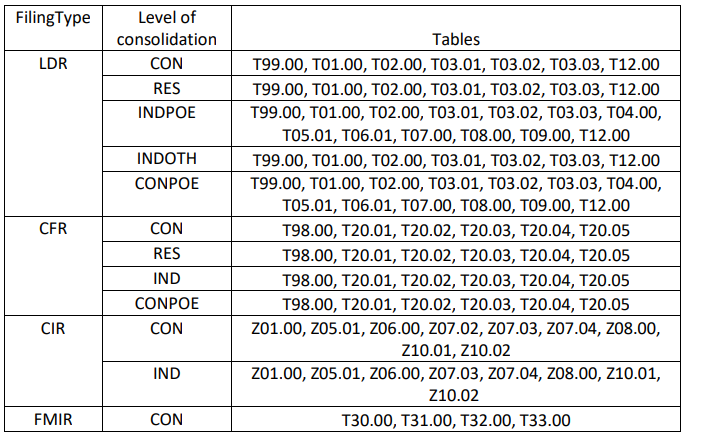 FilingType Level of consolidation Tables
LDR CON T99.00, T01.00, T02.00, T03.01, T03.02, T03.03, T12.00
RES T99.00, T01.00, T02.00, T03.01, T03.02, T03.03, T12.00
INDPOE T99.00, T01.00, T02.00, T03.01, T03.02, T03.03, T04.00,
T05.01, T06.01, T07.00, T08.00, T09.00, T12.00
INDOTH T99.00, T01.00, T02.00, T03.01, T03.02, T03.03, T12.00
CONPOE T99.00, T01.00, T02.00, T03.01, T03.02, T03.03, T04.00,
T05.01, T06.01, T07.00, T08.00, T09.00, T12.00
CFR CON T98.00, T20.01, T20.02, T20.03, T20.04, T20.05
RES T98.00, T20.01, T20.02, T20.03, T20.04, T20.05
IND T98.00, T20.01, T20.02, T20.03, T20.04, T20.05
CONPOE T98.00, T20.01, T20.02, T20.03, T20.04, T20.05
CIR CON Z01.00, Z05.01, Z06.00, Z07.02, Z07.03, Z07.04, Z08.00,
Z10.01, Z10.02
IND Z01.00, Z05.01, Z06.00, Z07.03, Z07.04, Z08.00, Z10.01,
Z10.02
FMIR CON T30.00, T31.00, T32.00, T33.00